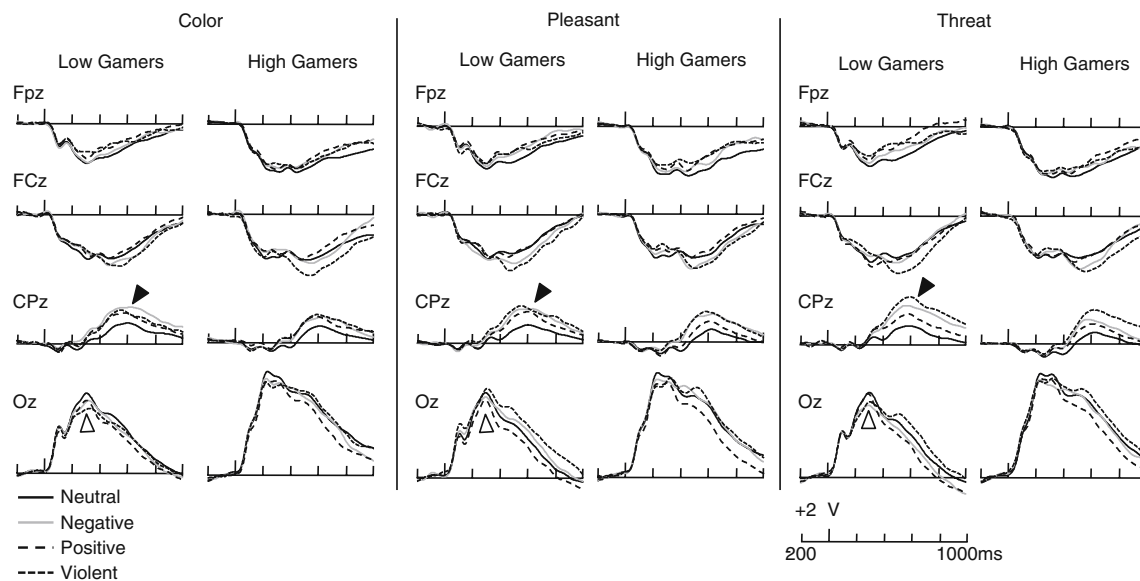 Color Pleasant Threat
Low Gamers High Gamers Low Gamers High Gamers Low Gamers High Gamers
Fpz Fpz Fpz
FCz FCz FCz
CPz CPz CPz
Oz Oz Oz
Neutral
Negative
Positive
Violent
+2 V
200 1000ms